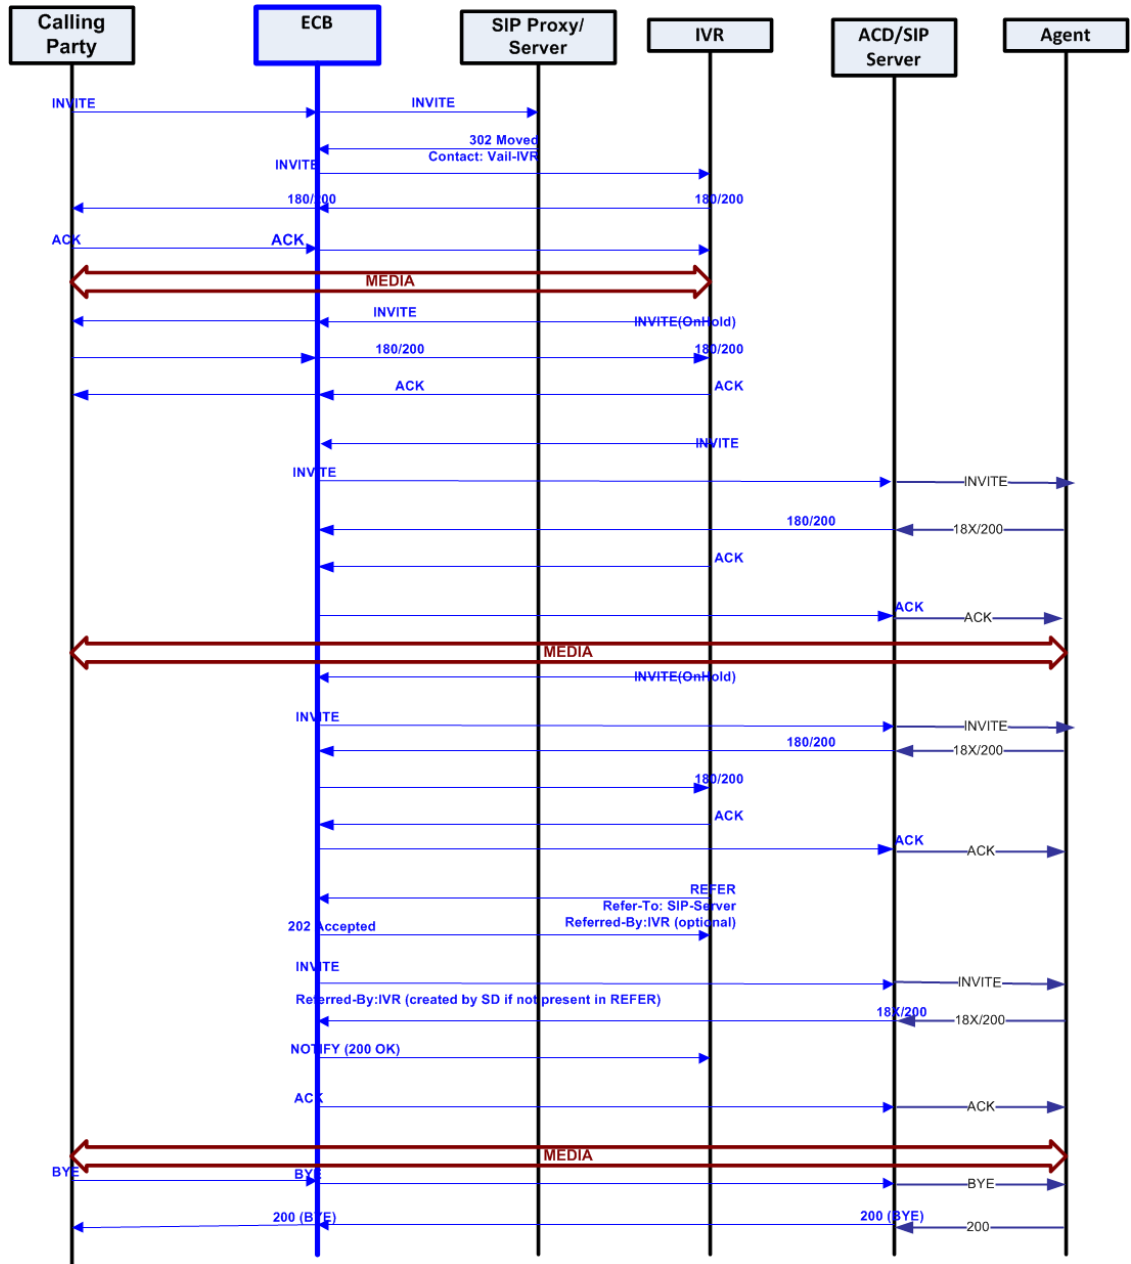 Calling
Party
ECB
SIP Proxy/
Server
IVR
ACD/SIP
Server
Agent
INVITE
INVITE
302 Moved
Contact: Vail-IVR
INVITE
180/200
180/200
ACK
ACK
MEDIA
INVITE
INVITE(OnHold)
180/200
180/200
ACK
ACK
INVITE
INVITE
INVITE
180/200
18X/200
ACK
ACK
ACK
MEDIA
INVITE(OnHold)
INVITE
INVITE
180/200
18X/200
180/200
ACK
ACK
ACK
REFER
Refer-To: SIP-Server
Referred-By:IVR (optional)
202 Accepted
INVITE
INVITE
Referred-By:IVR (created by SD if not present in REFER)
18X/200
18X/200
NOTIFY (200 OK)
ACK
ACK
MEDIA
BYE
BYE
BYE
200 (BYE)
200 (BYE)
200